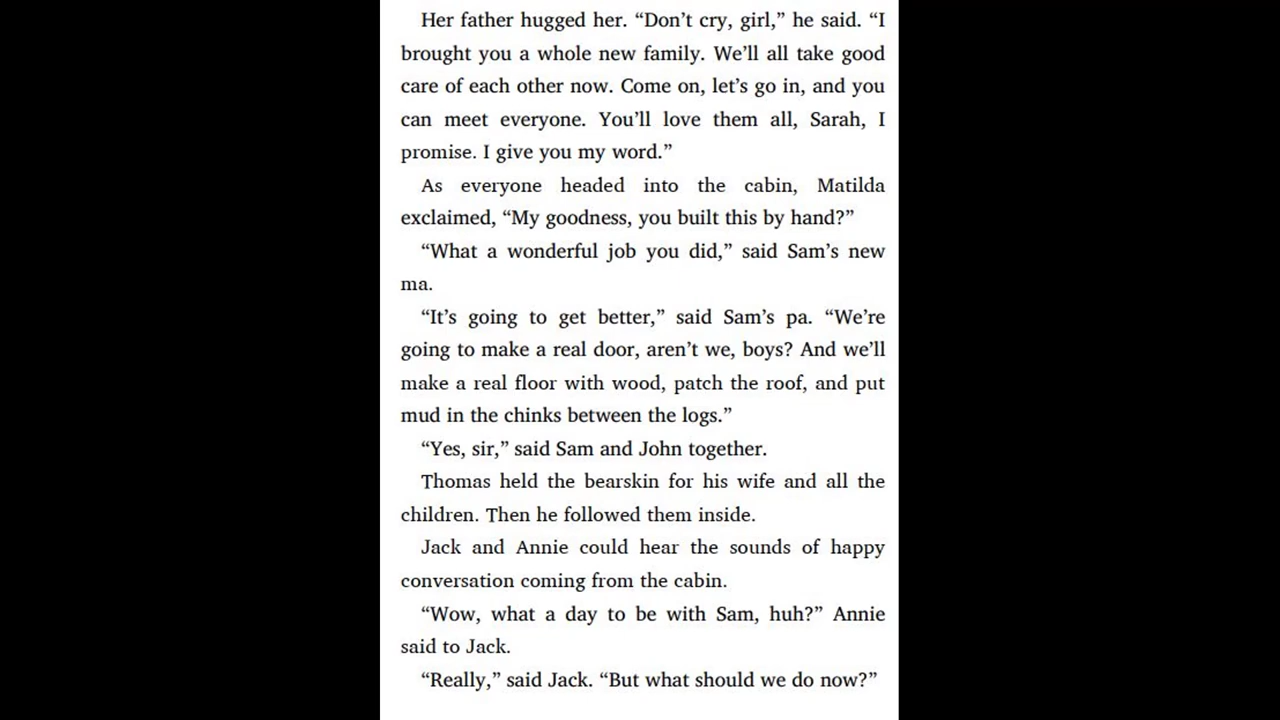 Her father hugged her. “Don’t cry, girl,” he said. “I
brought you a whole new family. We’ll all take good
care of each other now. Come on, let’s go in, and you
can meet everyone. You’ll love them all, Sarah, I
promise. I give you my word.”
As everyone headed into the cabin, Matilda
exclaimed, “My goodness, you built this by hand?”
“What a wonderful job you did,” said Sam’s new
ma.
“It’s going to get better,” said Sam’s pa. “We’re
going to make a real door, aren’t we, boys? And we’ll
make a real floor with wood, patch the roof, and put
mud in the chinks between the logs.”
“Yes, sir,” said Sam and John together.
Thomas held the bearskin for his wife and all the
children. Then he followed them inside.
Jack and Annie could hear the sounds of happy
conversation coming from the cabin.
“Wow, what a day to be with Sam, huh?” Annie
said to Jack.
“Really,” said Jack. “But what should we do now?”